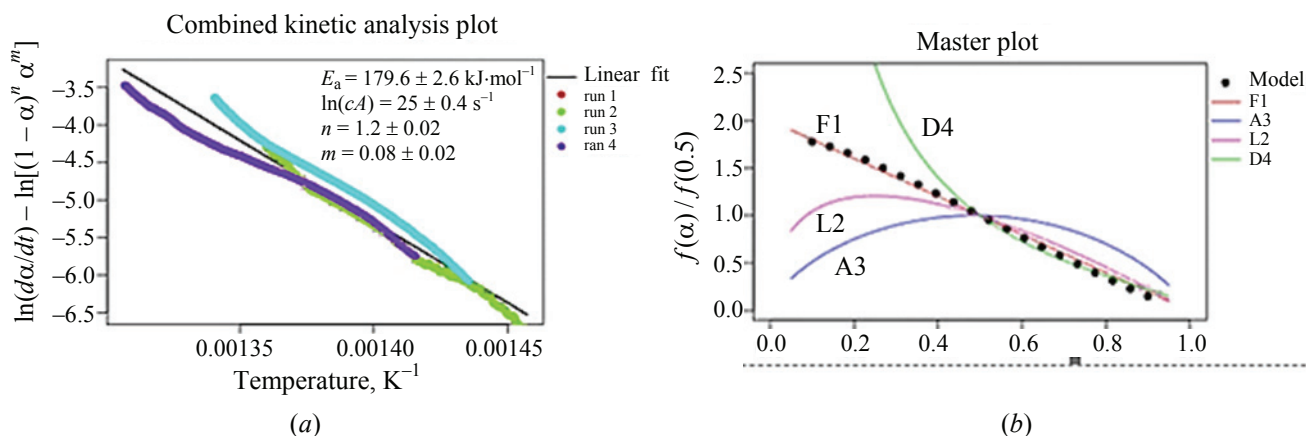 Combined kinetic analysis plot
ln(dα/dt) – ln[(1 – α)ⁿ αᵐ]
–3.5
–4.0
–4.5
–5.0
–5.5
–6.0
–6.5
Eₐ = 179.6 ± 2.6 kJ·mol⁻¹
ln(cA) = 25 ± 0.4 s⁻¹
n = 1.2 ± 0.02
m = 0.08 ± 0.02
Linear fit
run 1
run 2
run 3
ran 4
0.00135 0.00140 0.00145
Temperature, K⁻¹
(a)
Master plot
f(α) / f(0.5)
2.5
2.0
1.5
1.0
0.5
0.0
F1
D4
L2
A3
Model
F1
A3
L2
D4
0.0 0.2 0.4 0.6 0.8 1.0
(b)